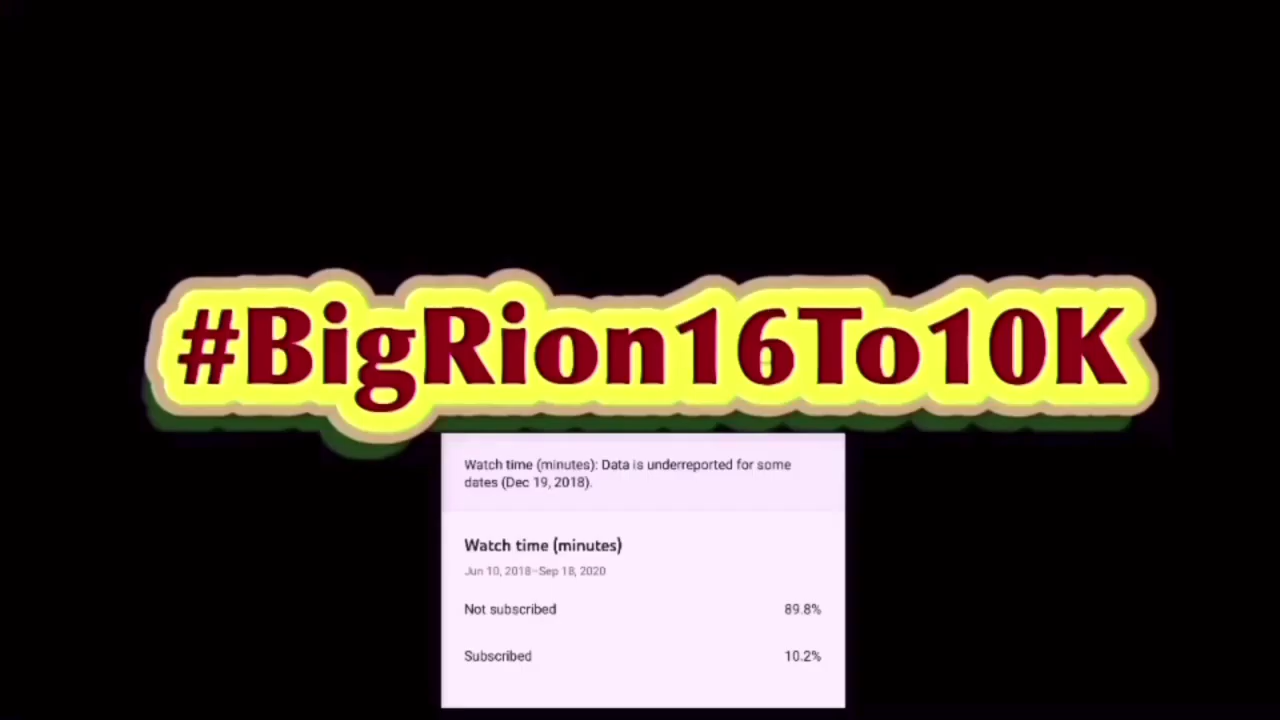 #BigRion16To10K
Watch time (minutes): Data is underreported for some
dates (Dec 19, 2018).
Watch time (minutes)
Jun 10, 2018–Sep 18, 2020
Not subscribed 89.8%
Subscribed 10.2%